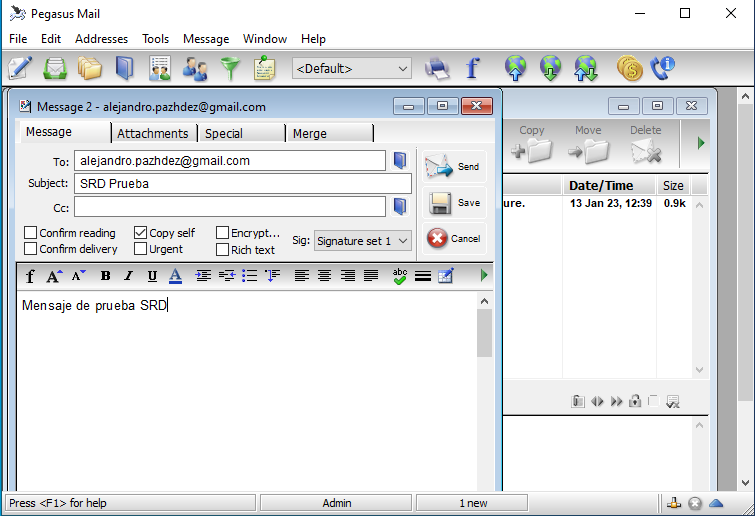 Pegasus Mail
File Edit Addresses Tools Message Window Help
<Default>
Message 2 - alejandro.pazhdez@gmail.com
Message Attachments Special Merge
To: alejandro.pazhdez@gmail.com
Subject: SRD Prueba
Cc:
Send
Save
Cancel
Confirm reading Copy self Encrypt... Sig: Signature set 1
Confirm delivery Urgent Rich text
f A A B I U A abc
Mensaje de prueba SRD
Copy Move Delete
Date/Time Size
ure. 13 Jan 23, 12:39 0.9k
Press <F1> for help Admin 1 new